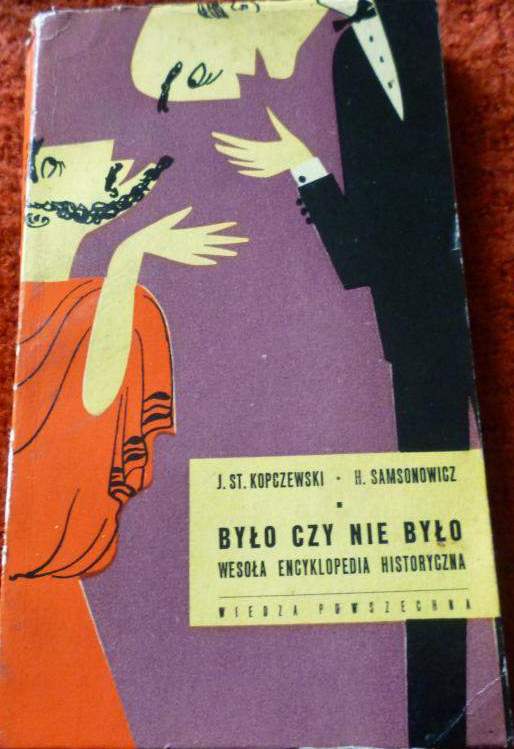 J. ST. KOPCZEWSKI • H. SAMSONOWICZ
BYŁO CZY NIE BYŁO
WESOŁA ENCYKLOPEDIA HISTORYCZNA
WIEDZA POWSZECHNA